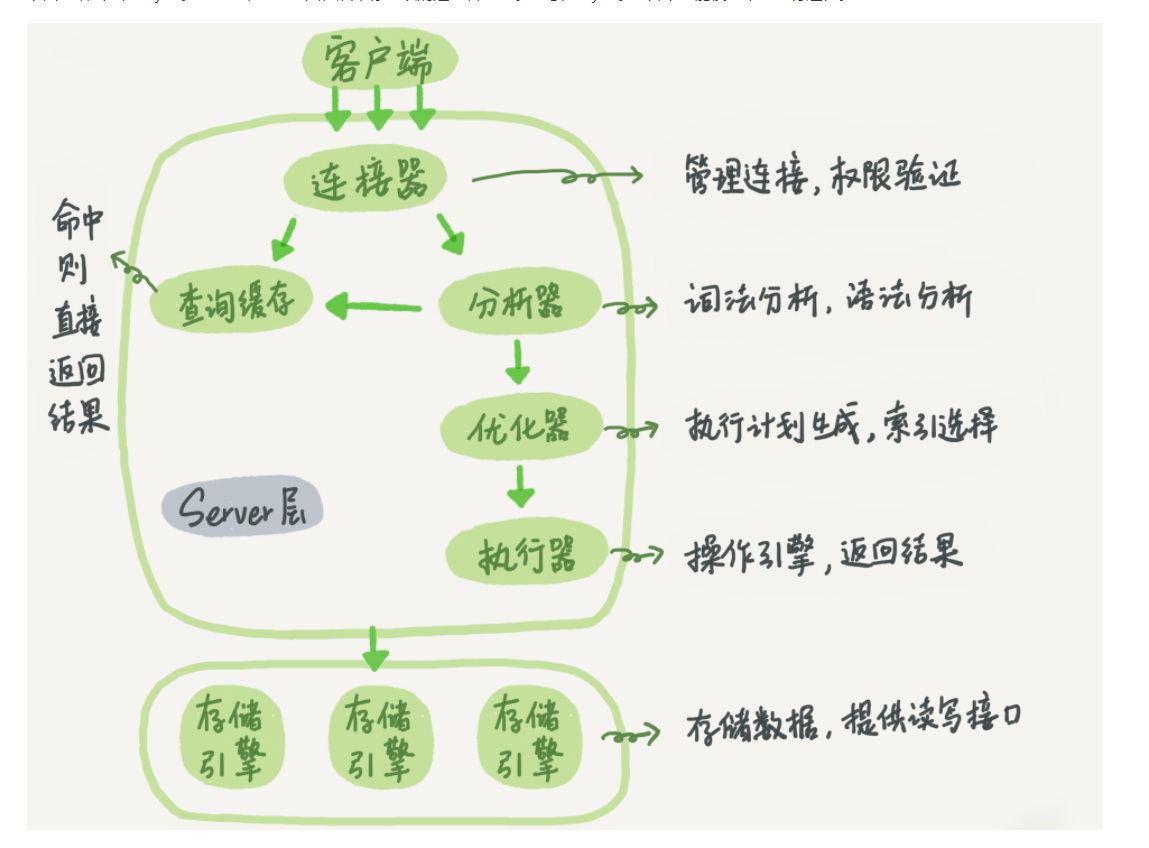 客户端
连接器
管理连接，权限验证
命中
则
直接
返回
结果
查询缓存
分析器
词法分析，语法分析
优化器
执行计划生成，索引选择
Server层
执行器
操作引擎，返回结果
存储
引擎
存储
引擎
存储
引擎
存储数据，提供读写接口